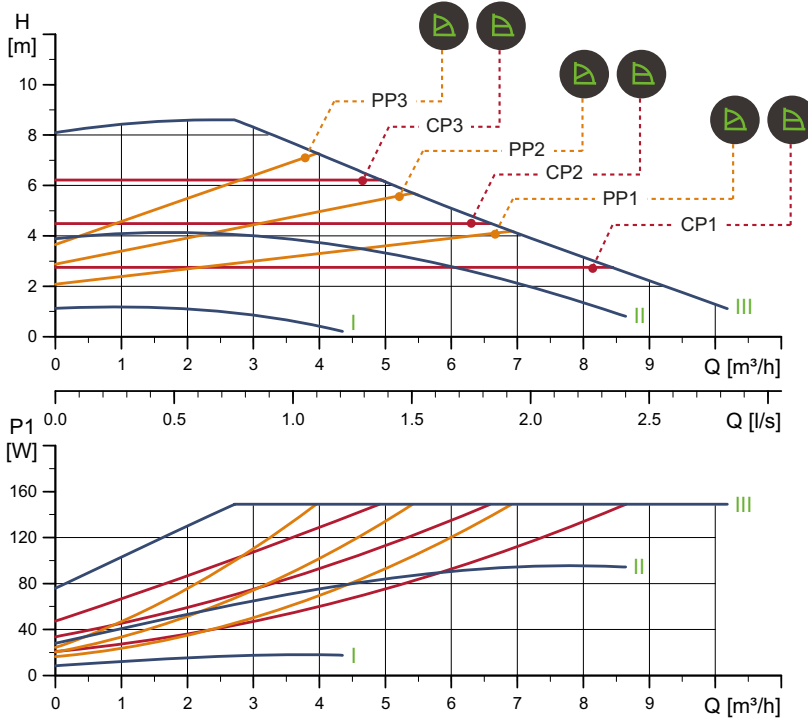 H
[m]
10
8
6
4
2
0
PP3
CP3
PP2
CP2
PP1
CP1
I
II
III
0 1 2 3 4 5 6 7 8 9 Q [m³/h]
0.0 0.5 1.0 1.5 2.0 2.5 Q [l/s]
P1
[W]
160
120
80
40
0
III
II
I
0 1 2 3 4 5 6 7 8 9 Q [m³/h]